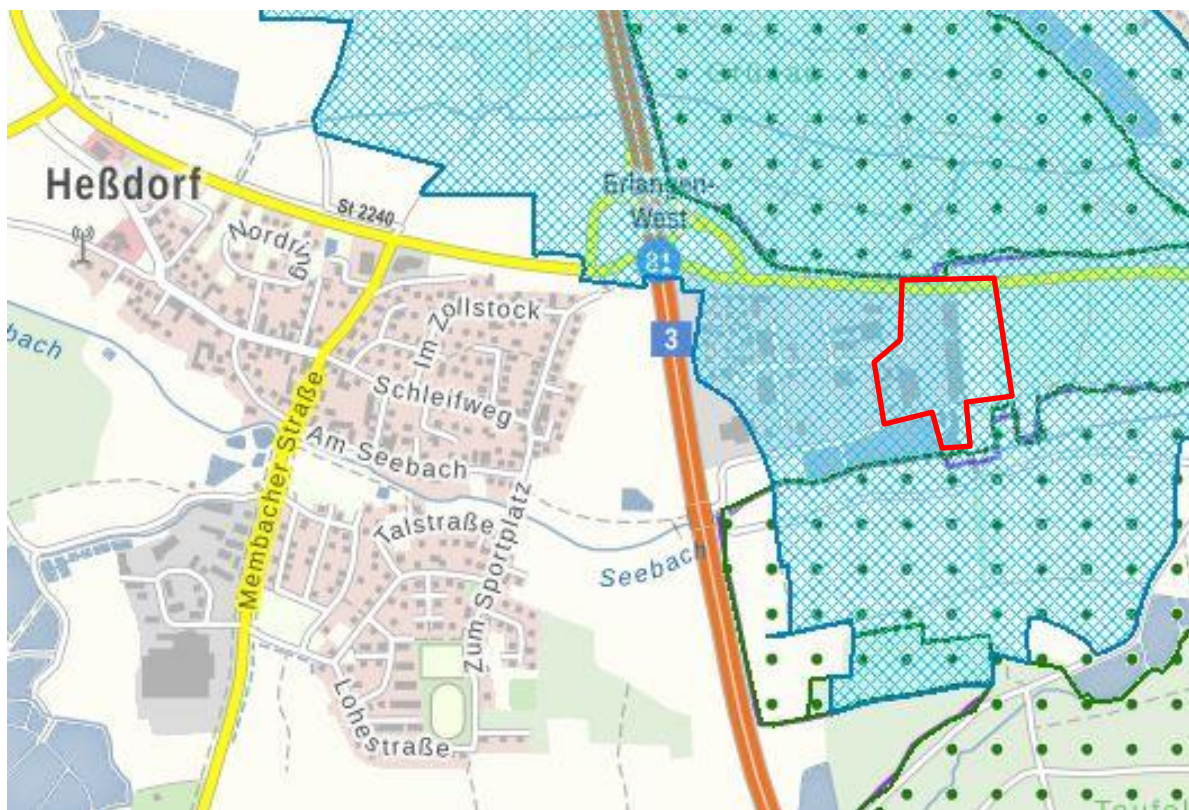 Heßdorf
St 2240
Nordring
Erlangen-
West
81
3
Im Zollstock
Schleifweg
bach
Membacher Straße
Am Seebach
Talstraße
Zum Sportplatz
Seebach
Lohestraße